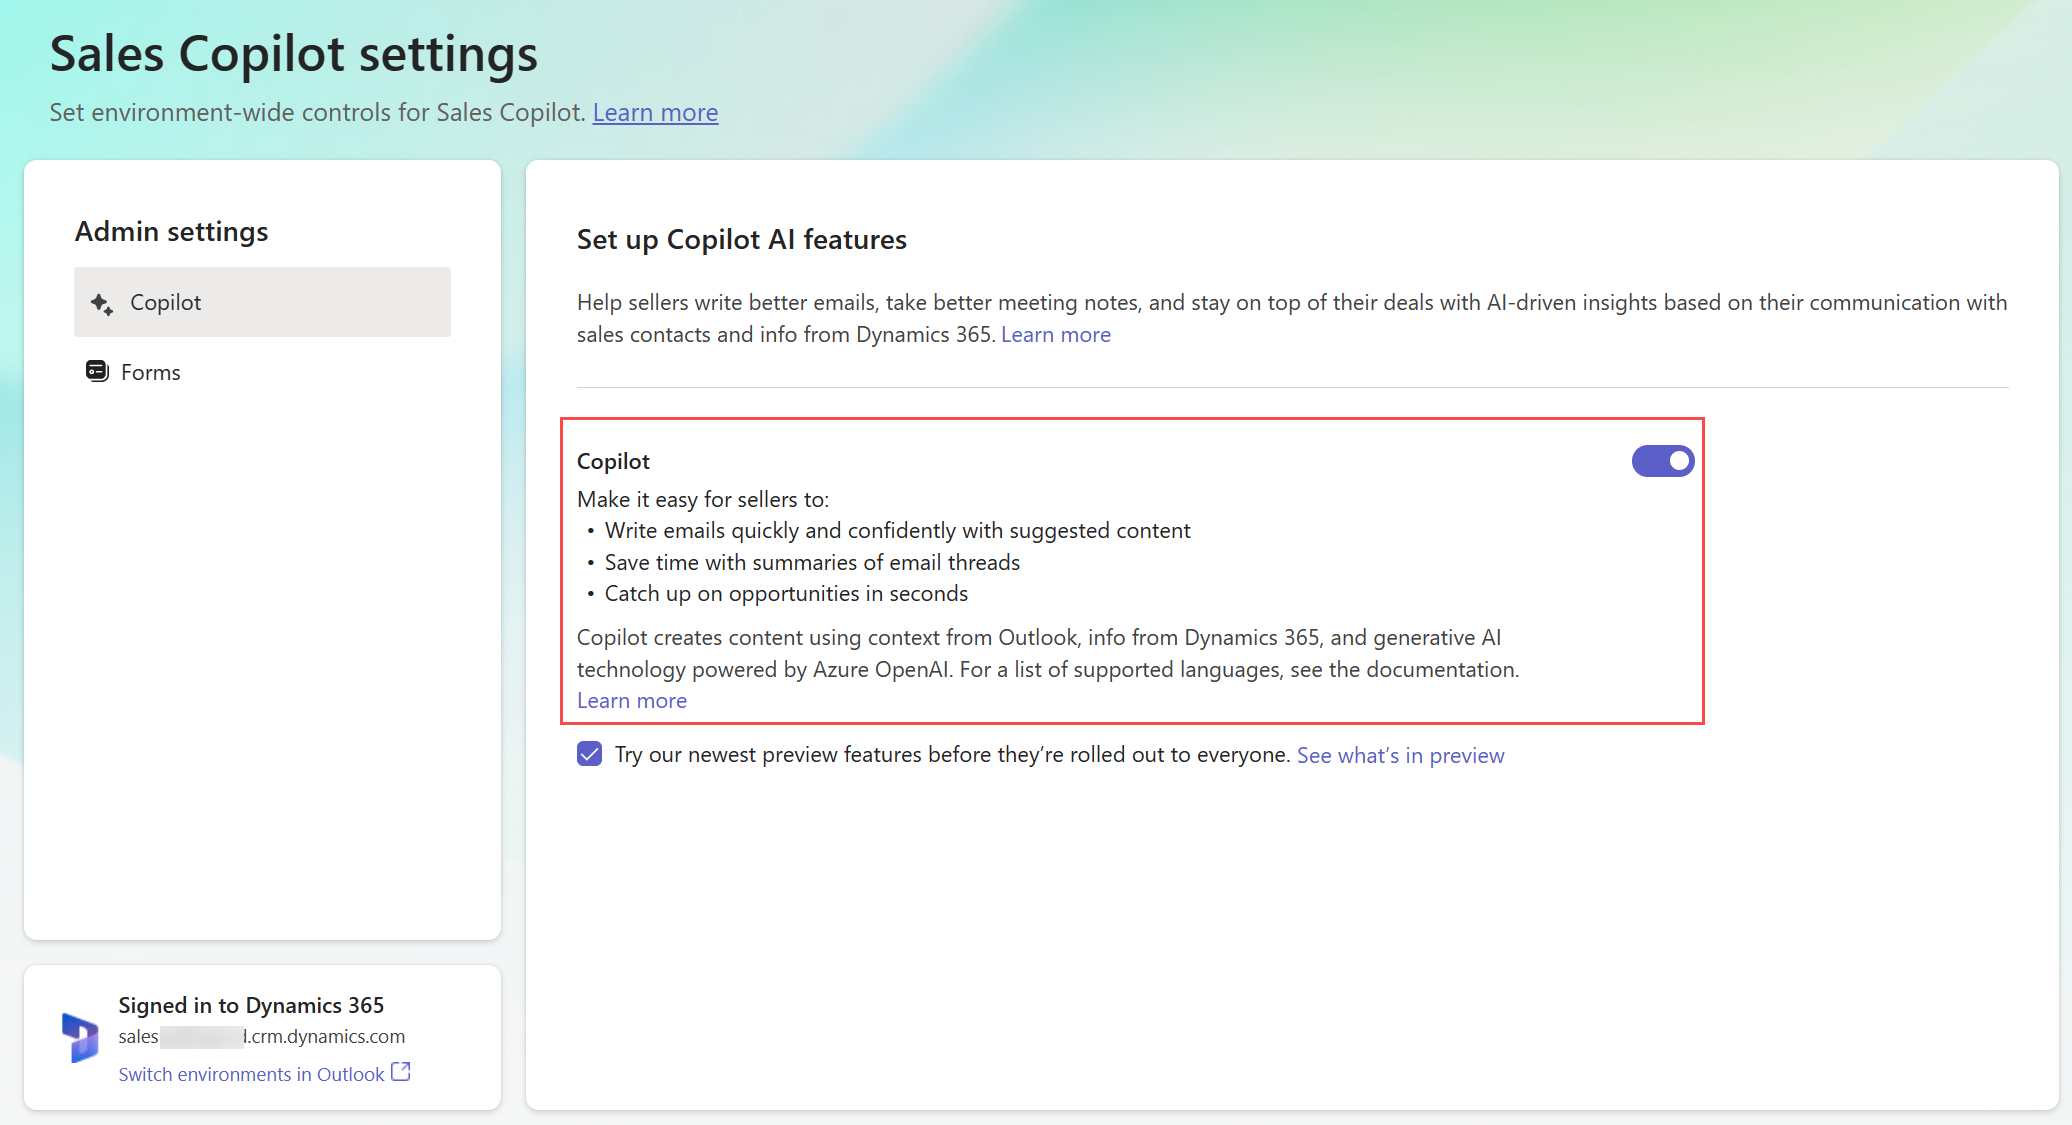 Sales Copilot settings
Set environment-wide controls for Sales Copilot. Learn more
Admin settings
Copilot
Forms
Set up Copilot AI features
Help sellers write better emails, take better meeting notes, and stay on top of their deals with AI-driven insights based on their communication with
sales contacts and info from Dynamics 365. Learn more
Copilot
Make it easy for sellers to:
• Write emails quickly and confidently with suggested content
• Save time with summaries of email threads
• Catch up on opportunities in seconds
Copilot creates content using context from Outlook, info from Dynamics 365, and generative AI
technology powered by Azure OpenAI. For a list of supported languages, see the documentation.
Learn more
Try our newest preview features before they’re rolled out to everyone. See what’s in preview
Signed in to Dynamics 365
sales d.crm.dynamics.com
Switch environments in Outlook